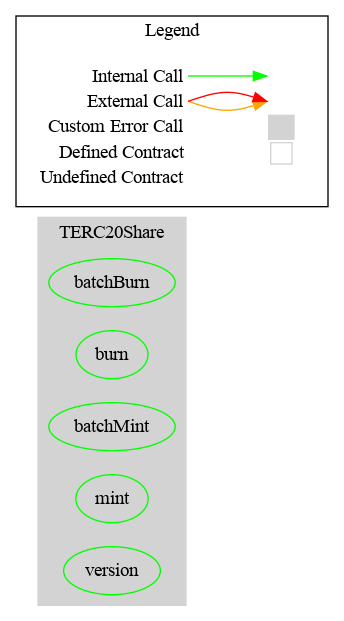 Legend
Internal Call
External Call
Custom Error Call
Defined Contract
Undefined Contract
TERC20Share
batchBurn
burn
batchMint
mint
version